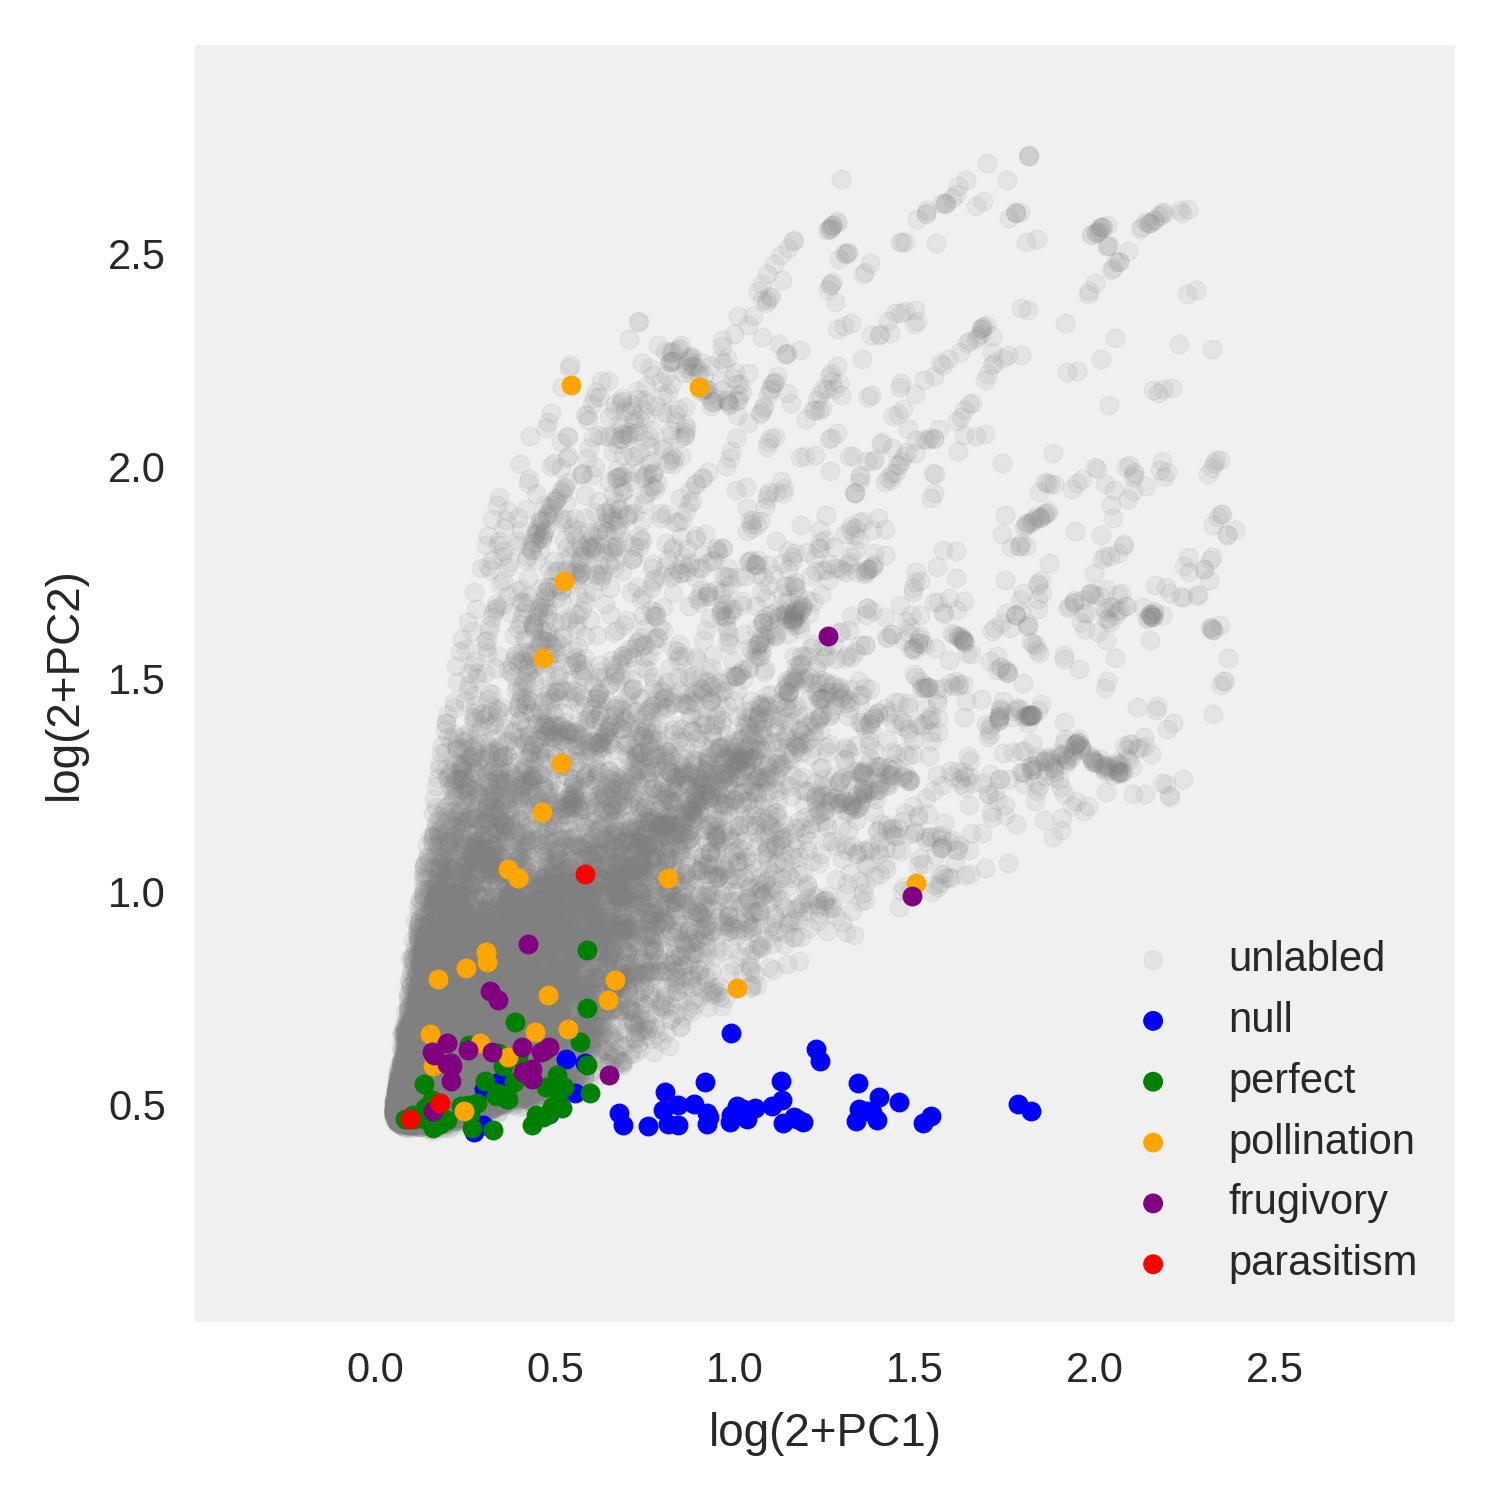 2.5
2.0
1.5
1.0
0.5
log(2+PC2)
unlabled
null
perfect
pollination
frugivory
parasitism
0.0 0.5 1.0 1.5 2.0 2.5
log(2+PC1)